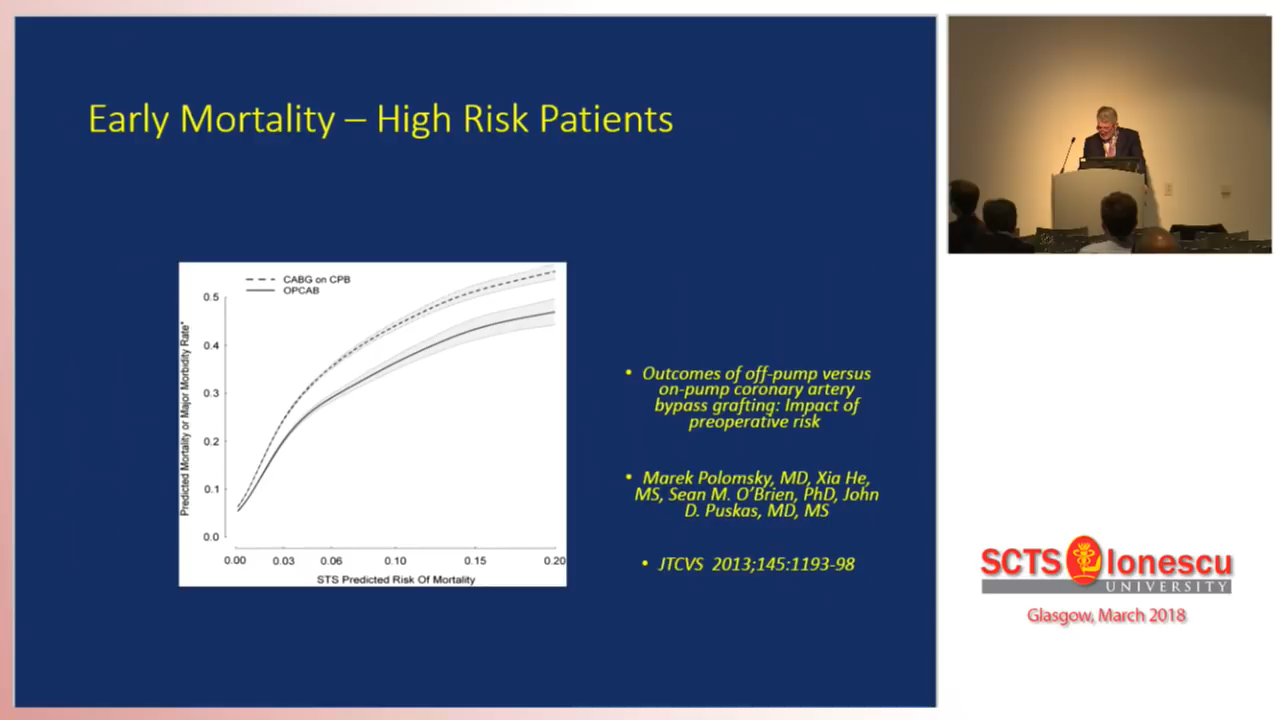 Early Mortality – High Risk Patients
CABG on CPB
OPCAB
Predicted Mortality or Major Morbidity Rate*
0.5
0.4
0.3
0.2
0.1
0.0
0.00 0.03 0.06 0.10 0.15 0.20
STS Predicted Risk Of Mortality
• Outcomes of off-pump versus
on-pump coronary artery
bypass grafting: Impact of
preoperative risk
• Marek Polomsky, MD, Xia He,
MS, Sean M. O'Brien, PhD, John
D. Puskas, MD, MS
• JTCVS 2013;145:1193-98
SCTS Ionescu
UNIVERSITY
Glasgow, March 2018